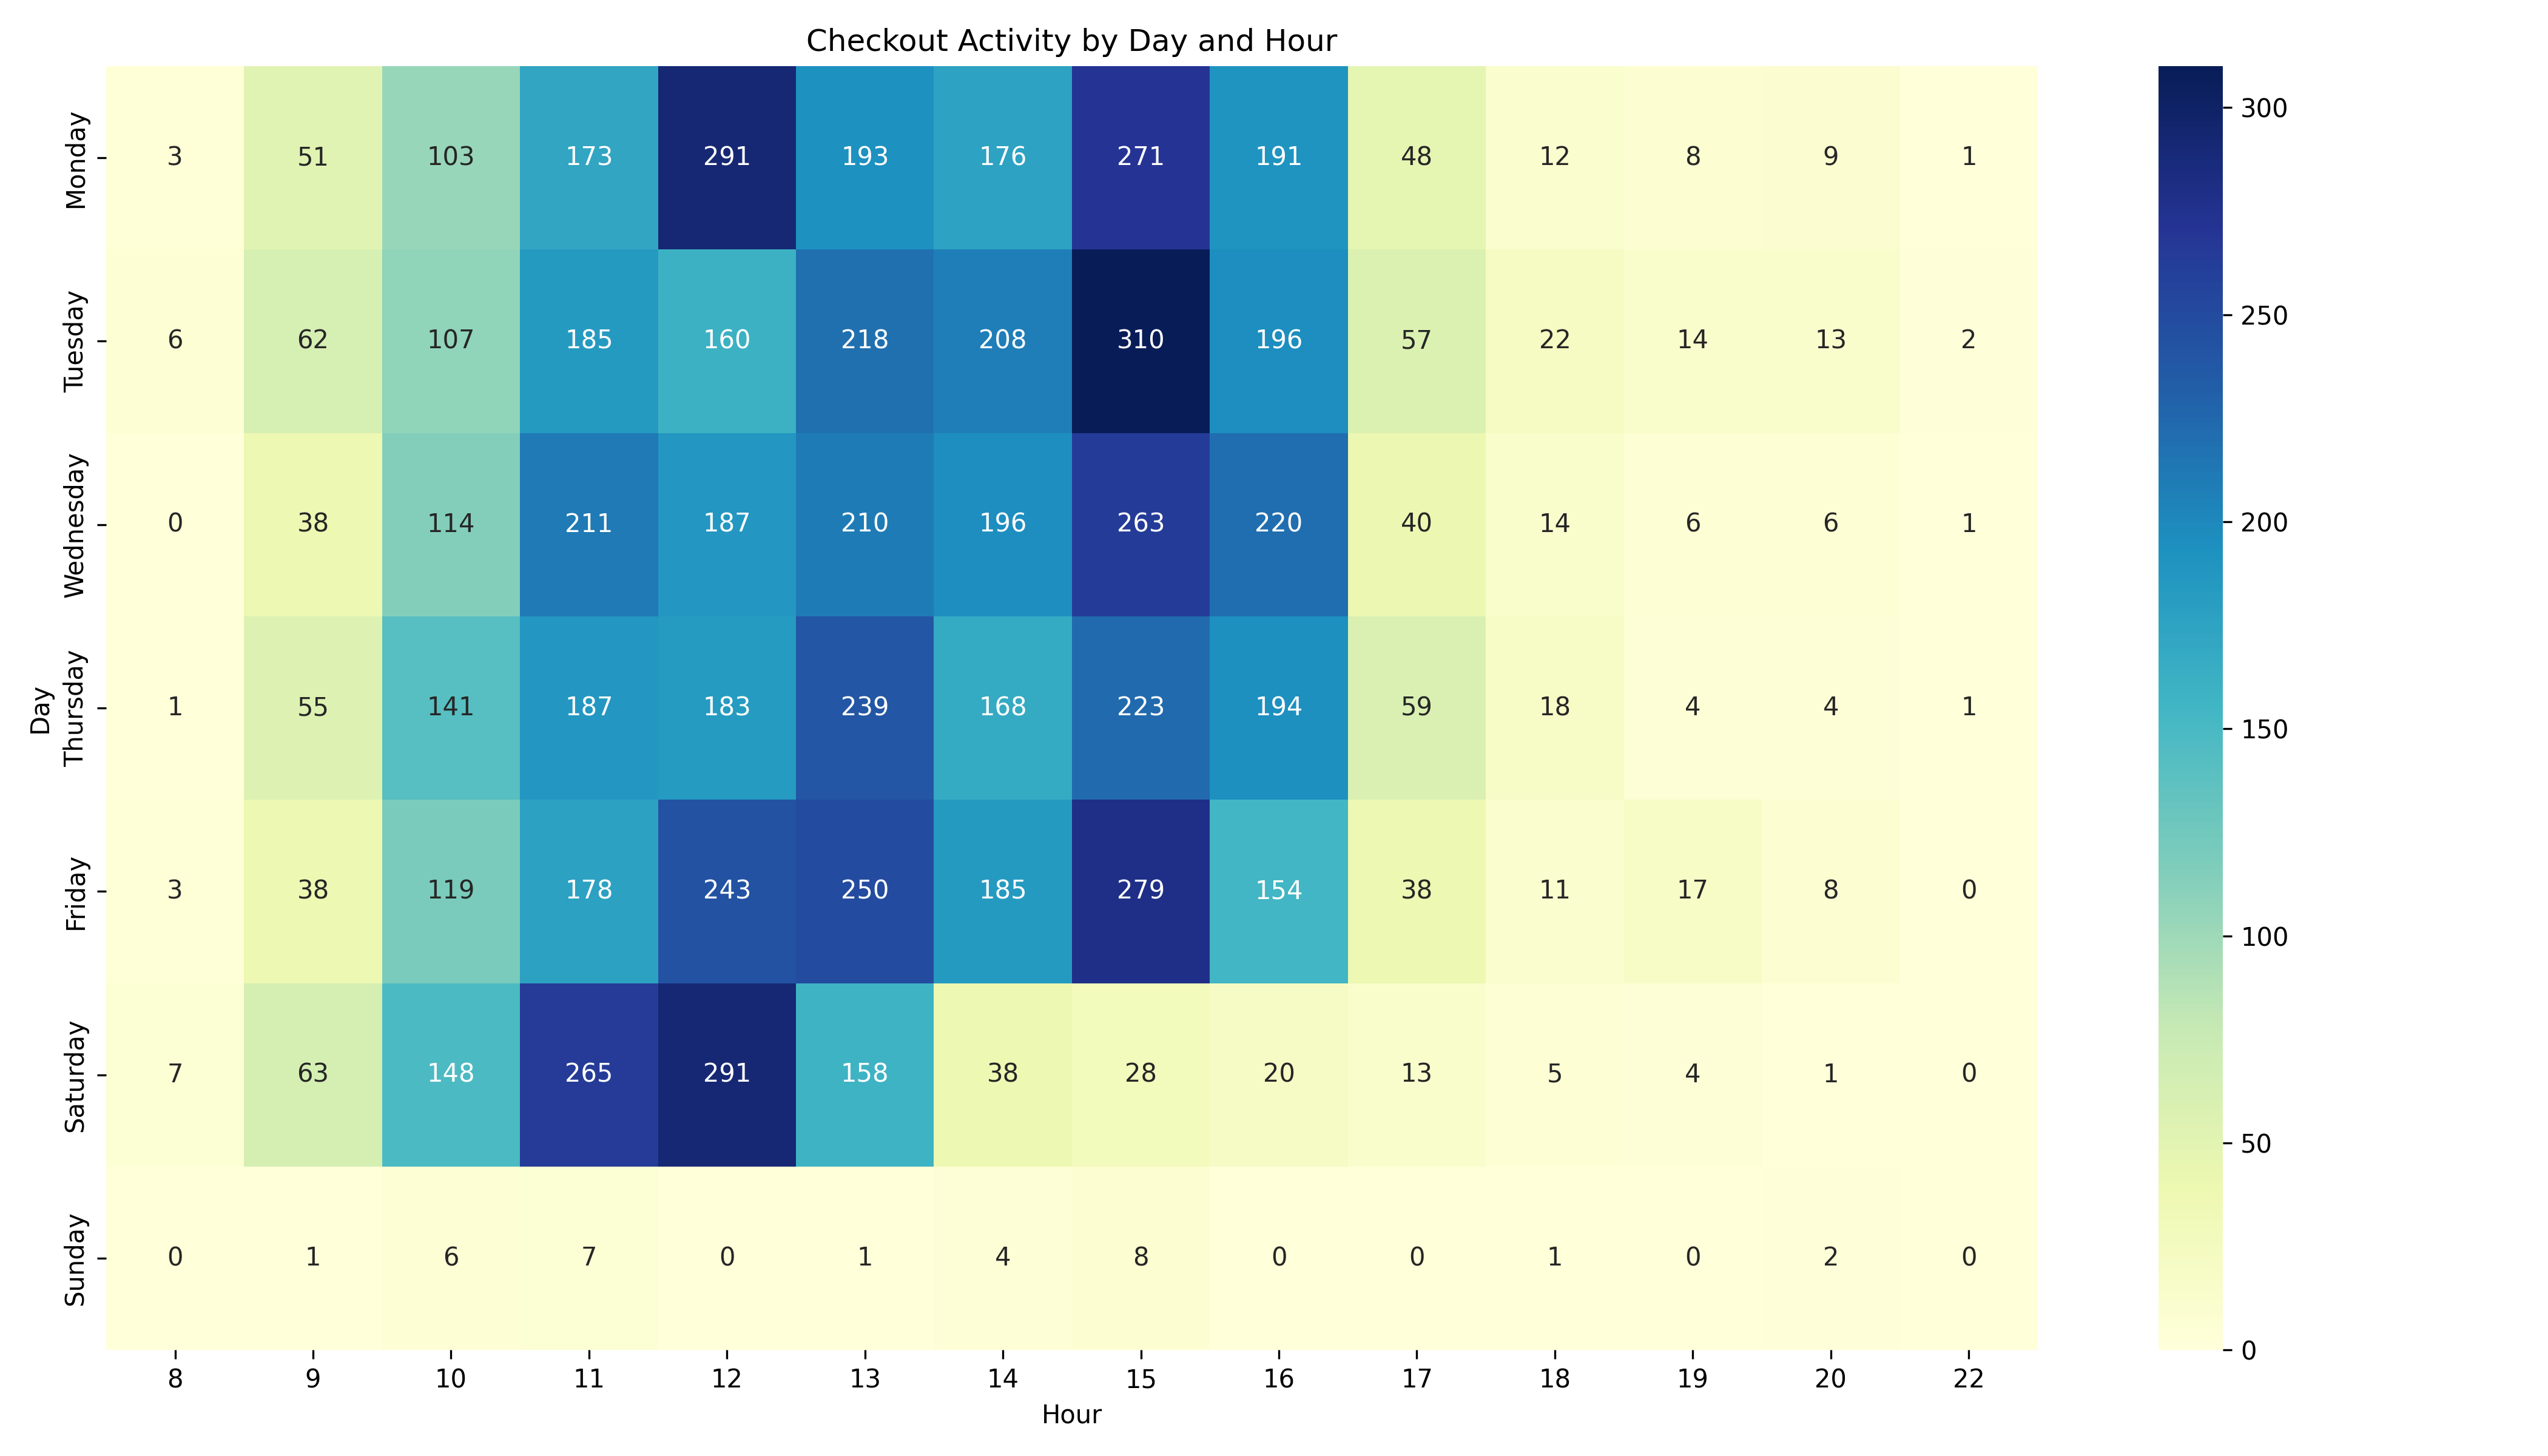 Checkout Activity by Day and Hour
Day
Monday 3 51 103 173 291 193 176 271 191 48 12 8 9 1
Tuesday 6 62 107 185 160 218 208 310 196 57 22 14 13 2
Wednesday 0 38 114 211 187 210 196 263 220 40 14 6 6 1
Thursday 1 55 141 187 183 239 168 223 194 59 18 4 4 1
Friday 3 38 119 178 243 250 185 279 154 38 11 17 8 0
Saturday 7 63 148 265 291 158 38 28 20 13 5 4 1 0
Sunday 0 1 6 7 0 1 4 8 0 0 1 0 2 0
8 9 10 11 12 13 14 15 16 17 18 19 20 22
Hour
300
250
200
150
100
50
0